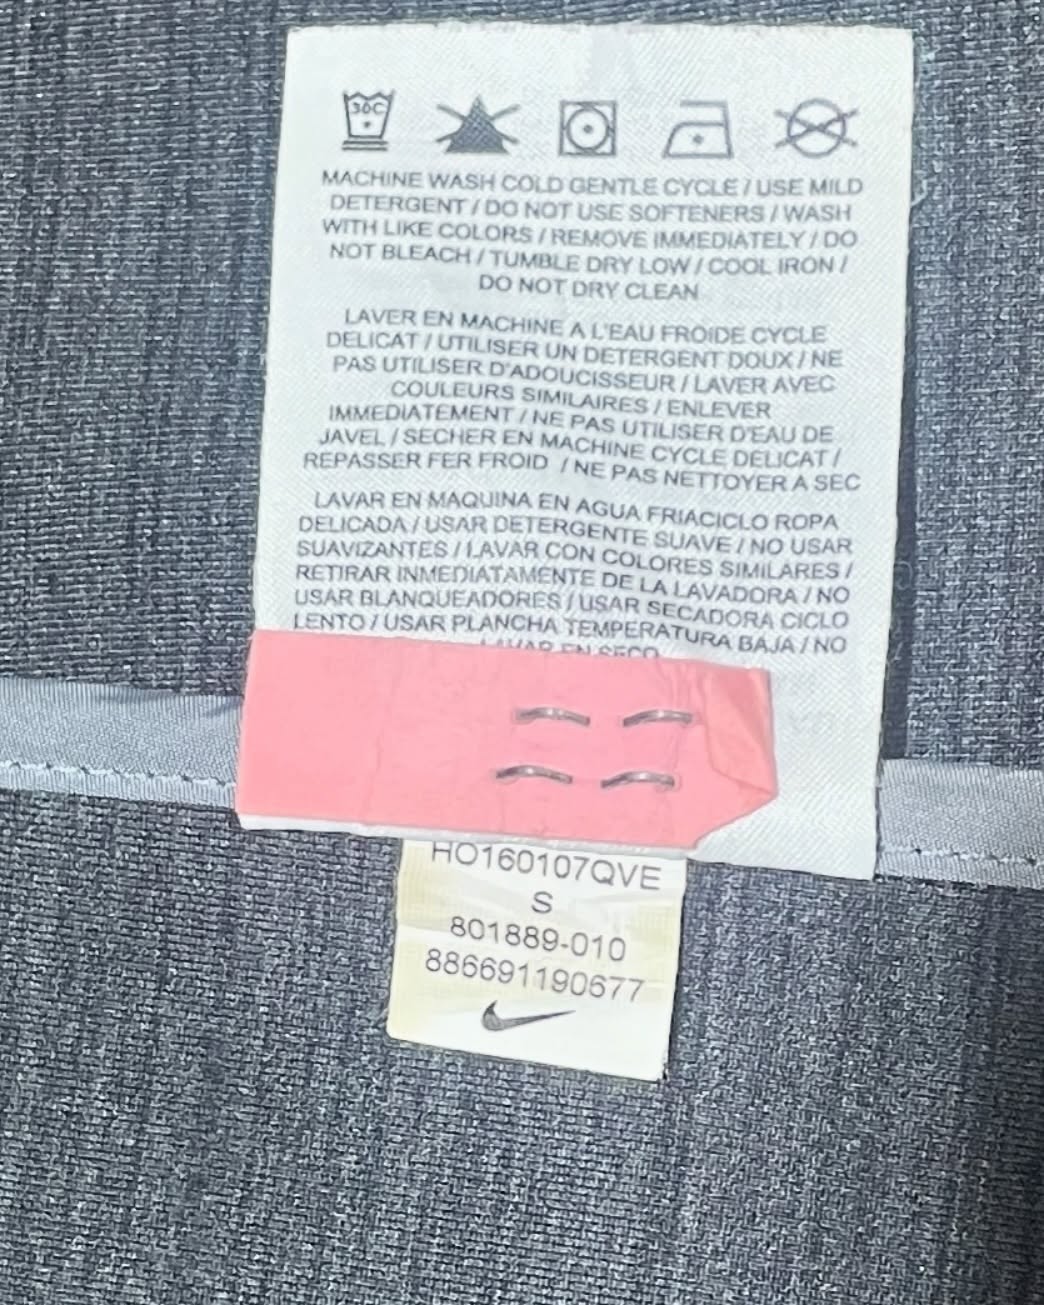 30C
MACHINE WASH COLD GENTLE CYCLE / USE MILD
DETERGENT / DO NOT USE SOFTENERS / WASH
WITH LIKE COLORS / REMOVE IMMEDIATELY / DO
NOT BLEACH / TUMBLE DRY LOW / COOL IRON /
DO NOT DRY CLEAN
LAVER EN MACHINE A L'EAU FROIDE CYCLE
DELICAT / UTILISER UN DETERGENT DOUX / NE
PAS UTILISER D'ADOUCISSEUR / LAVER AVEC
COULEURS SIMILAIRES / ENLEVER
IMMEDIATEMENT / NE PAS UTILISER D'EAU DE
JAVEL / SECHER EN MACHINE CYCLE DELICAT /
REPASSER FER FROID / NE PAS NETTOYER A SEC
LAVAR EN MAQUINA EN AGUA FRIACICLO ROPA
DELICADA / USAR DETERGENTE SUAVE / NO USAR
SUAVIZANTES / LAVAR CON COLORES SIMILARES /
RETIRAR INMEDIATAMENTE DE LA LAVADORA / NO
USAR BLANQUEADORES / USAR SECADORA CICLO
LENTO / USAR PLANCHA TEMPERATURA BAJA / NO
LAVAR EN SECO
HO160107QVE
S
801889-010
886691190677